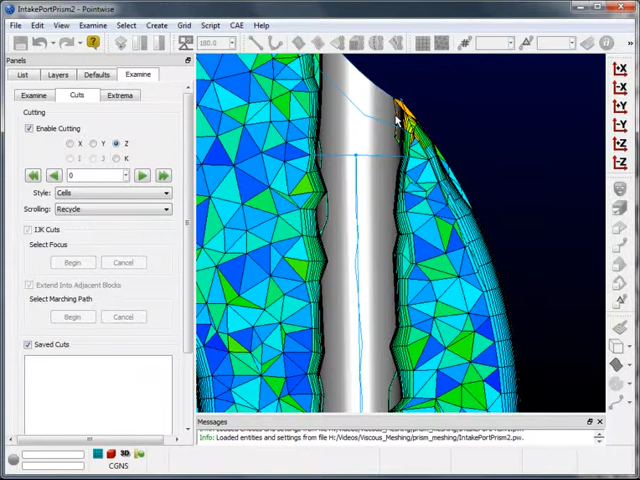 IntakePortPrism2 - Pointwise
File Edit Examine Select Create Grid Script CAE Help
180.0
Panels
List Layers Defaults Examine
Examine Cuts Extrema
Cutting
Enable Cutting
X Y Z
I J K
0
Style: Cells
Scrolling: Recycle
IJK Cuts
Select Focus
Begin Cancel
Extend Into Adjacent Blocks
Select Marching Path
Begin Cancel
Saved Cuts
+X
-X
+Y
-Y
+Z
-Z
Messages
Info: Loaded entities and settings from file H:/Videos/Viscous_Meshing/prism_meshing/IntakePortPrism2.pw.
3D
CGNS